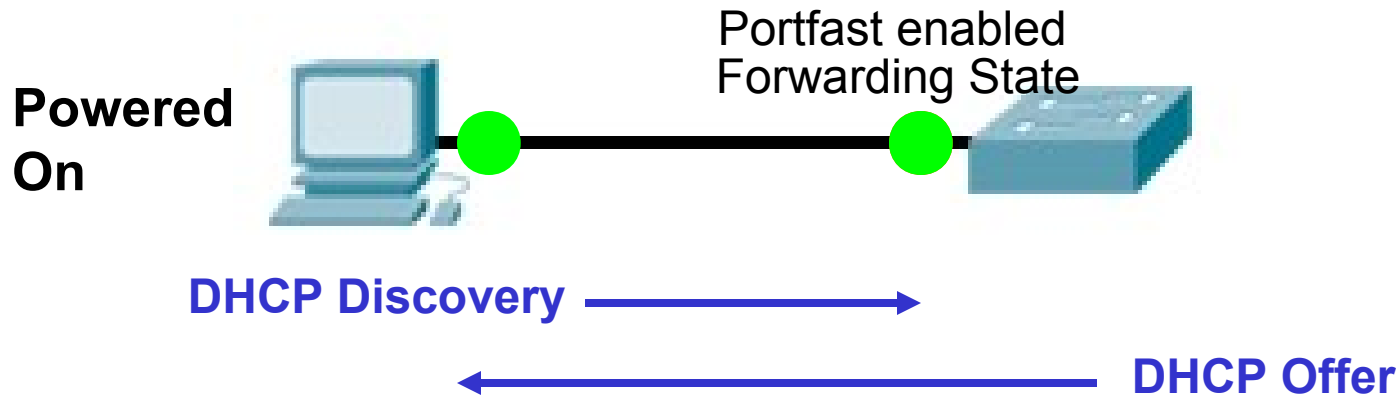 Portfast enabled
Forwarding State
Powered
On
DHCP Discovery
DHCP Offer